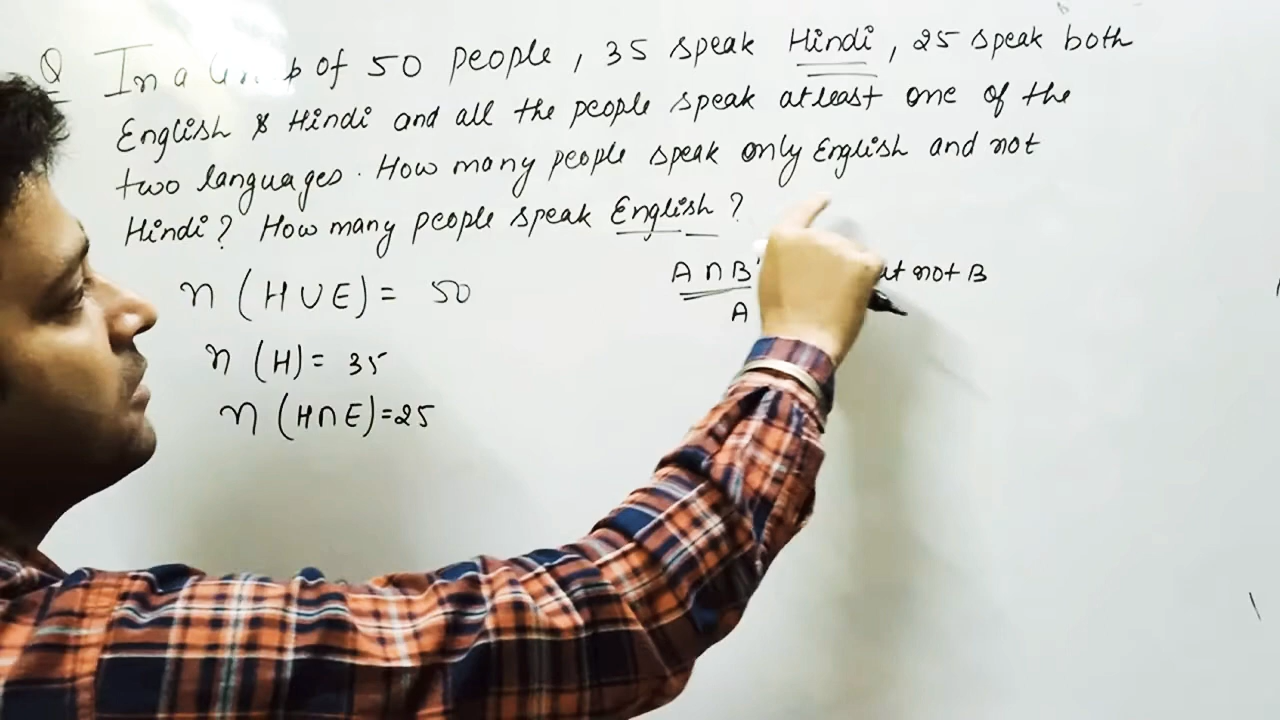 Q In a of 50 people, 35 speak Hindi, 25 speak both
English & Hindi and all the people speak atleast one of the
two languages. How many people speak only English and not
Hindi? How many people speak English?
A ∩ B' not B
n (H ∪ E) = 50
A
n (H) = 35
n (H ∩ E) = 25